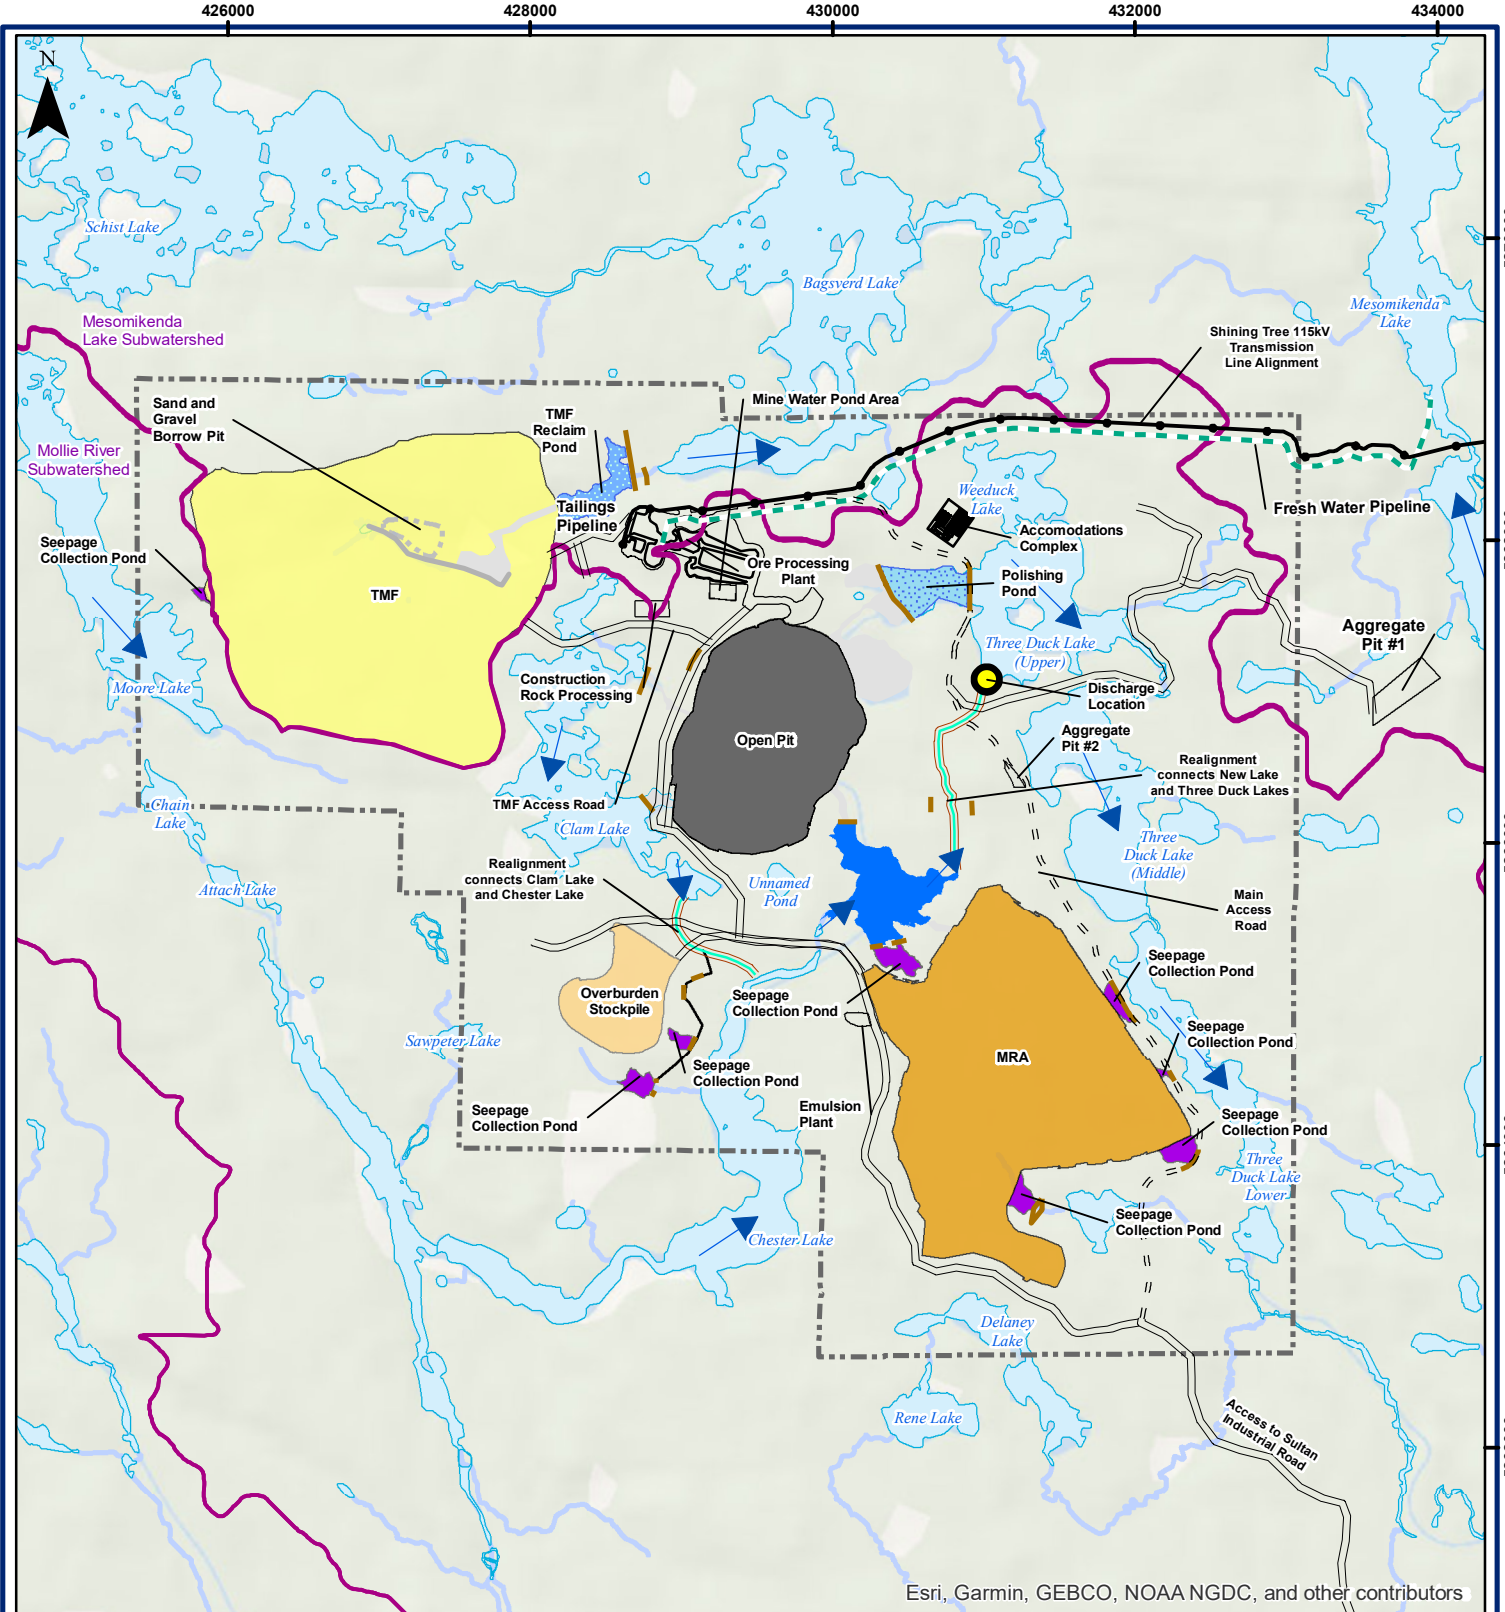 426000
428000
430000
432000
434000
N
Schist Lake
Bagsverd Lake
Mesomikenda
Lake
Mesomikenda
Lake Subwatershed
Shining Tree 115kV
Transmission
Line Alignment
Sand and
Gravel
Borrow Pit
TMF
Reclaim
Pond
Mine Water Pond Area
Mollie River
Subwatershed
Weeduck
Lake
Tailings
Pipeline
Fresh Water Pipeline
Accomodations
Complex
Seepage
Collection Pond
Ore Processing
Plant
Polishing
Pond
TMF
Aggregate
Pit #1
Three Duck Lake
(Upper)
Moore Lake
Construction
Rock Processing
Discharge
Location
Open Pit
Aggregate
Pit #2
Realignment
connects New Lake
and Three Duck Lakes
Chain
Lake
TMF Access Road
Clam Lake
Three
Duck Lake
(Middle)
Realignment
connects Clam Lake
and Chester Lake
Attach Lake
Unnamed
Pond
Main
Access
Road
Seepage
Collection Pond
Overburden
Stockpile
Seepage
Collection Pond
Sawpeter Lake
Seepage
Collection Pond
MRA
Seepage
Collection Pond
Seepage
Collection Pond
Emulsion
Plant
Seepage
Collection Pond
Three
Duck Lake
Lower
Seepage
Collection Pond
Chester Lake
Delaney
Lake
Rene Lake
Access to Sultan
Industrial Road
Esri, Garmin, GEBCO, NOAA NGDC, and other contributors